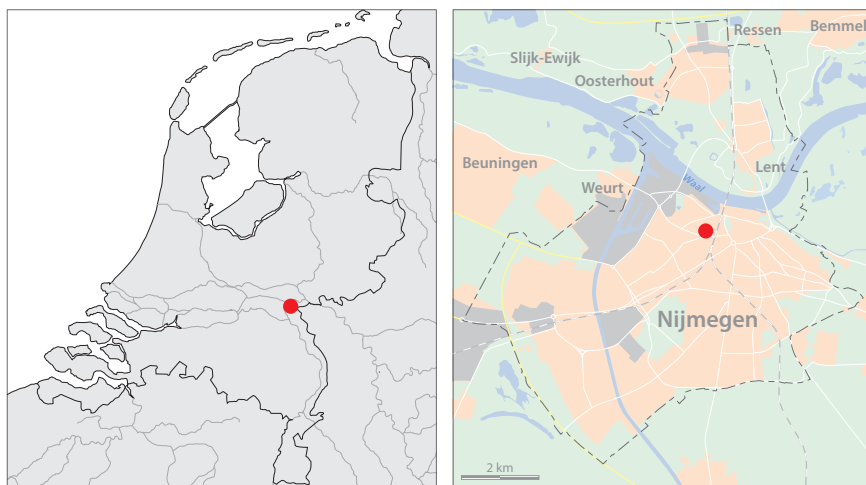 Ressen
Bemmel
Slijk-Ewijk
Oosterhout
Beuningen
Weurt
Waal
Lent
Nijmegen
2 km